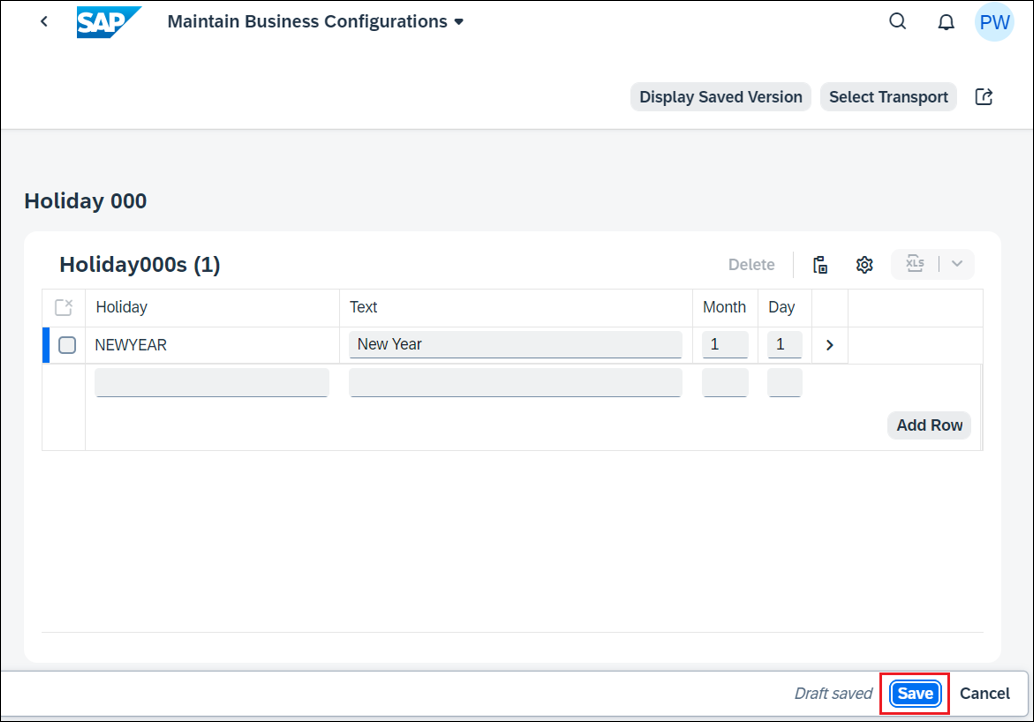 SAP Maintain Business Configurations PW
Display Saved Version Select Transport
Holiday 000
Holiday000s (1) Delete XLS
Holiday Text Month Day
NEWYEAR New Year 1 1
Add Row
Draft saved Save Cancel